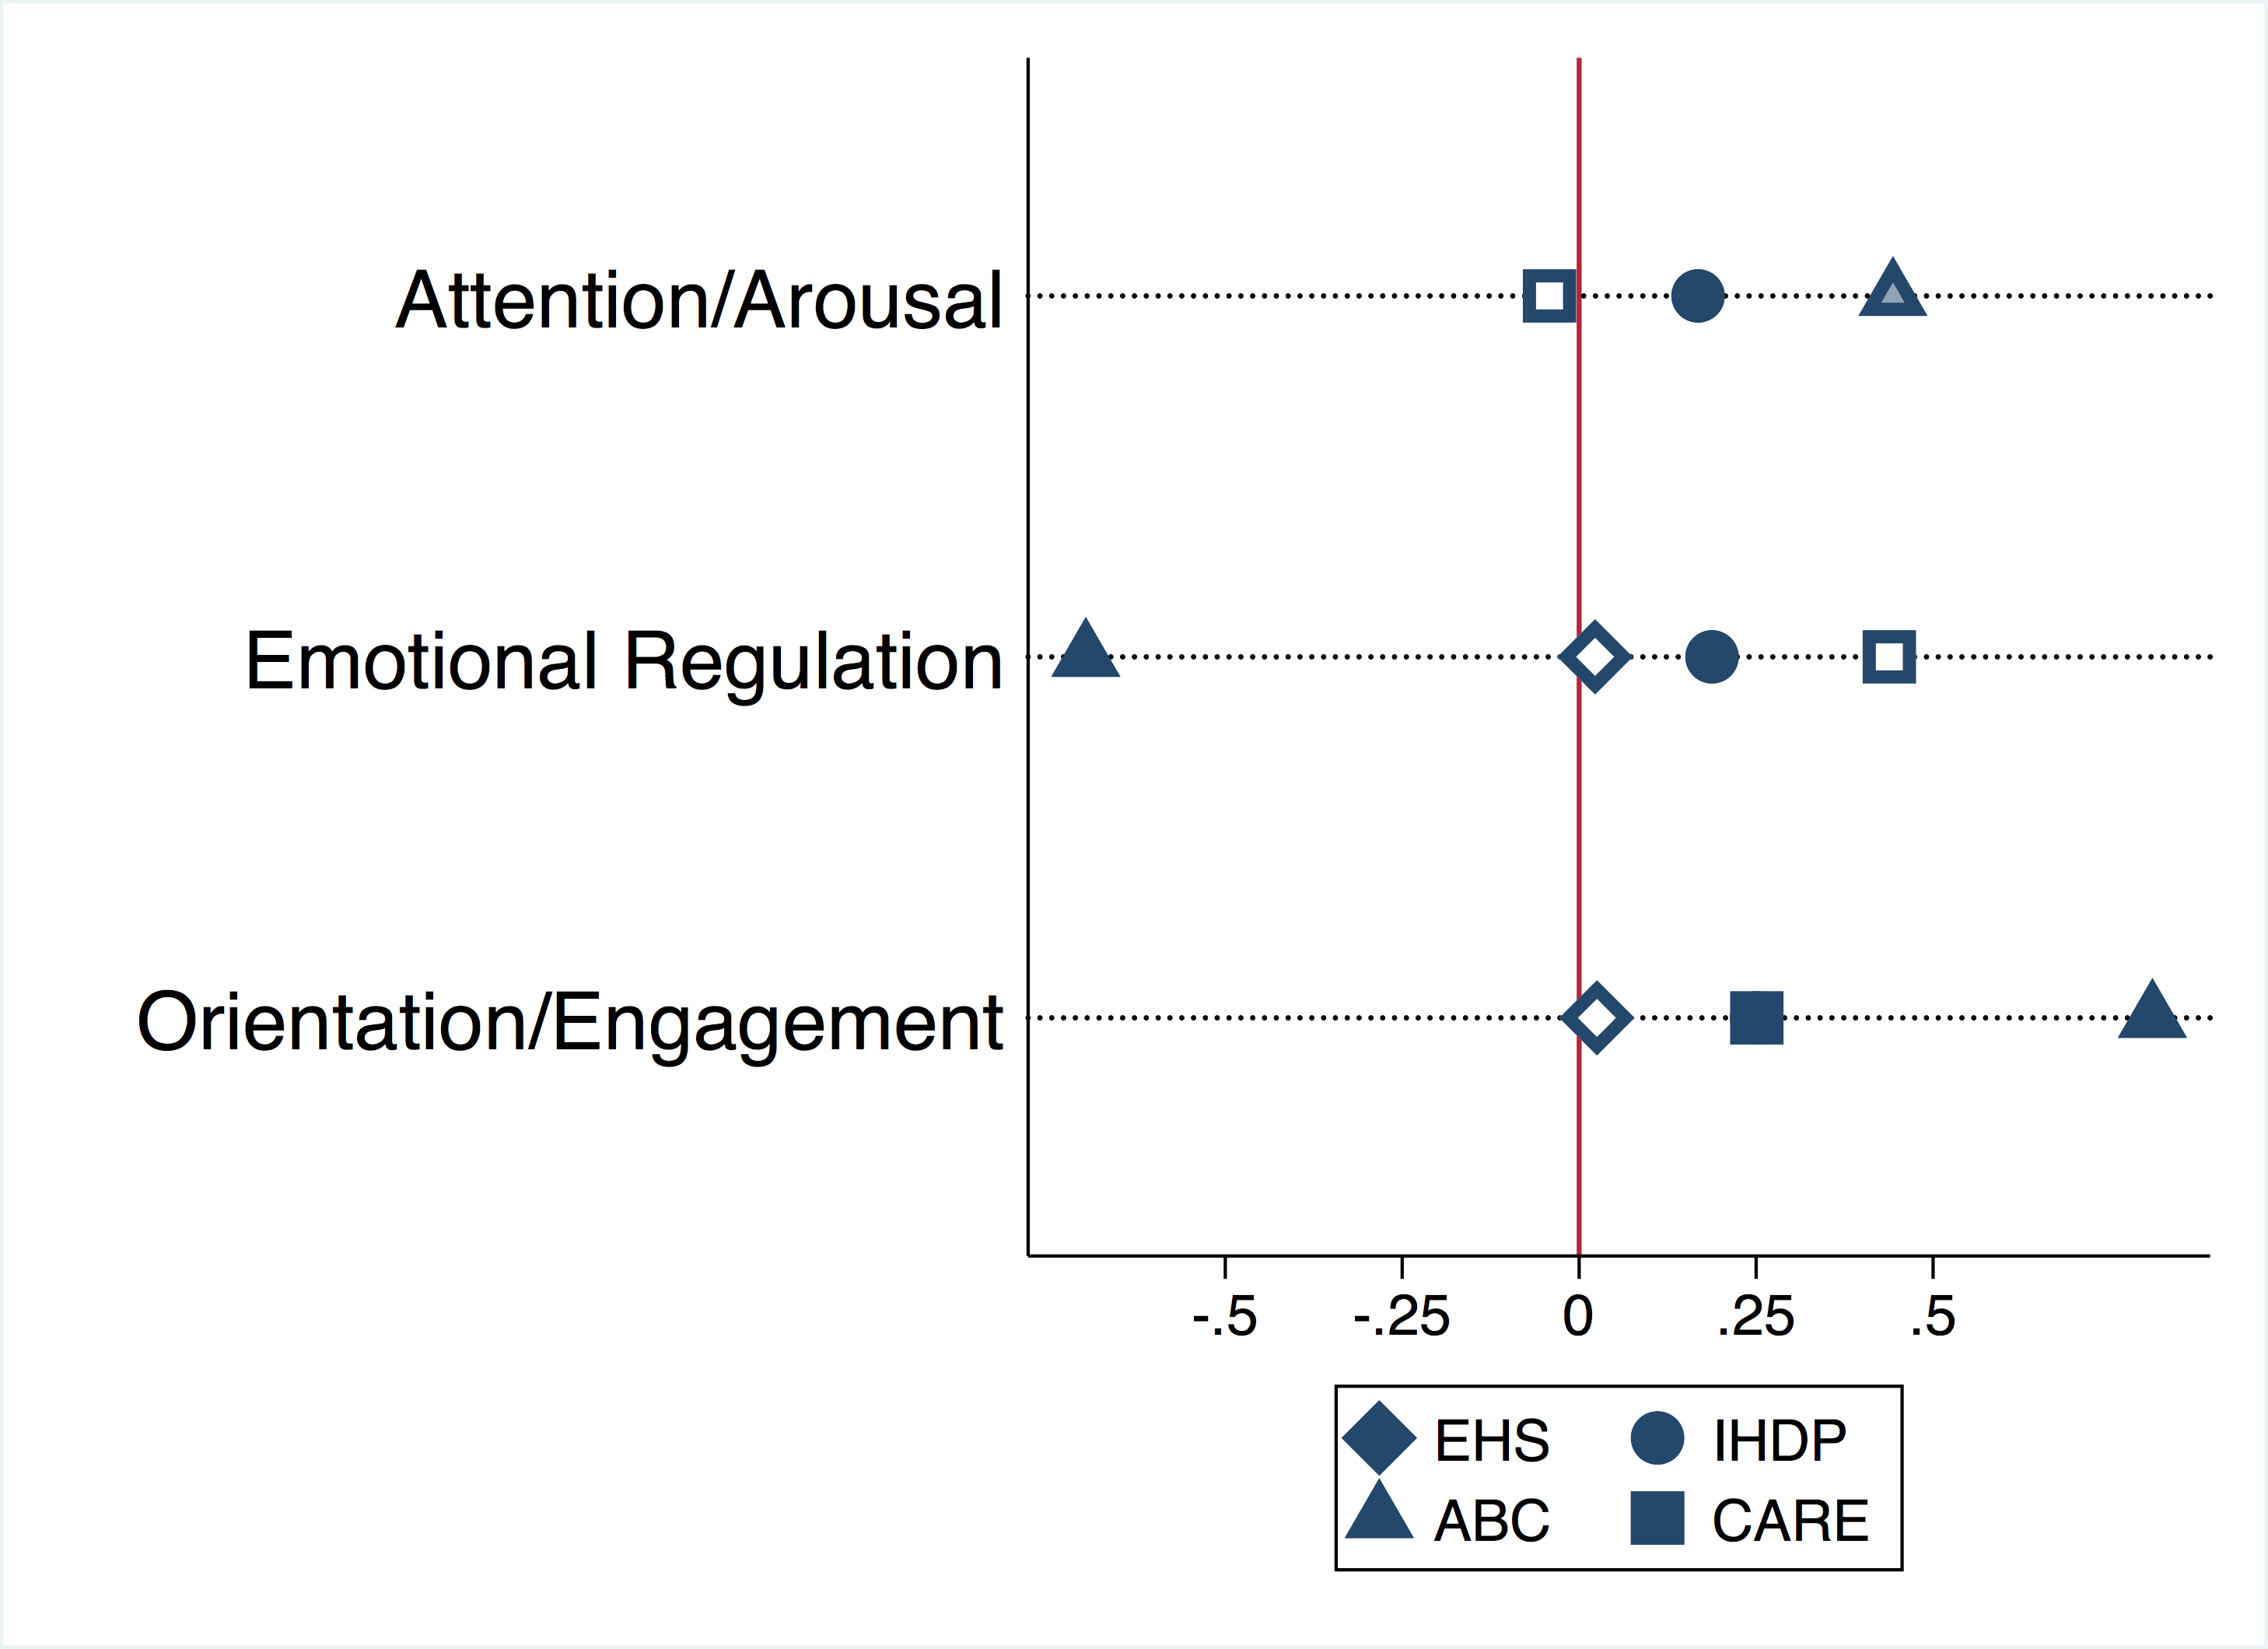 Attention/Arousal
Emotional Regulation
Orientation/Engagement
-.5 -.25 0 .25 .5
EHS IHDP
ABC CARE